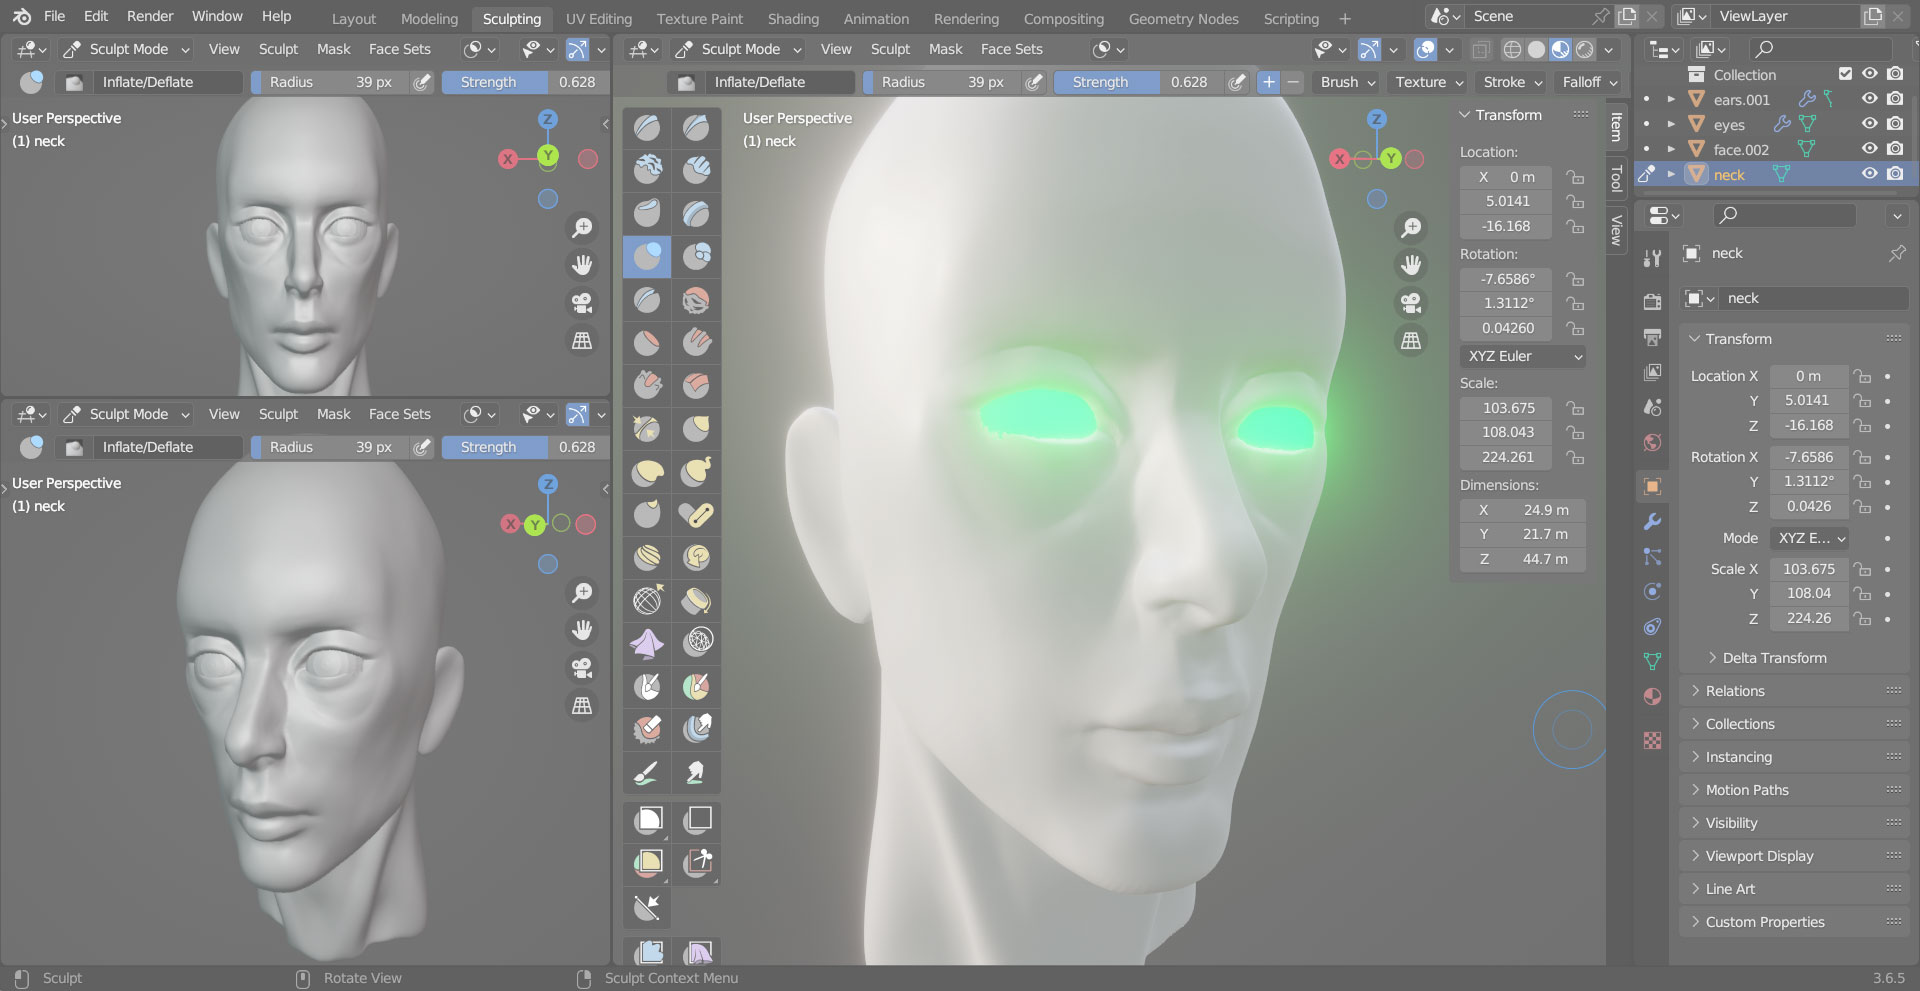 File Edit Render Window Help Layout Modeling Sculpting UV Editing Texture Paint Shading Animation Rendering Compositing Geometry Nodes Scripting + Scene ViewLayer
Sculpt Mode View Sculpt Mask Face Sets
Inflate/Deflate Radius 39 px Strength 0.628
User Perspective
(1) neck
Z
X Y
Sculpt Mode View Sculpt Mask Face Sets
Inflate/Deflate Radius 39 px Strength 0.628
User Perspective
(1) neck
Z
X Y
Sculpt Mode View Sculpt Mask Face Sets
Inflate/Deflate Radius 39 px Strength 0.628 + − Brush Texture Stroke Falloff
User Perspective
(1) neck
Z
X Y
Transform
Location:
X 0 m
5.0141
-16.168
Rotation:
-7.6586°
1.3112°
0.04260
XYZ Euler
Scale:
103.675
108.043
224.261
Dimensions:
X 24.9 m
Y 21.7 m
Z 44.7 m
Item
Tool
View
Collection
ears.001
eyes
face.002
neck
neck
neck
Transform
Location X 0 m
Y 5.0141
Z -16.168
Rotation X -7.6586
Y 1.3112°
Z 0.0426
Mode XYZ E...
Scale X 103.675
Y 108.04
Z 224.26
Delta Transform
Relations
Collections
Instancing
Motion Paths
Visibility
Viewport Display
Line Art
Custom Properties
Sculpt Rotate View Sculpt Context Menu 3.6.5